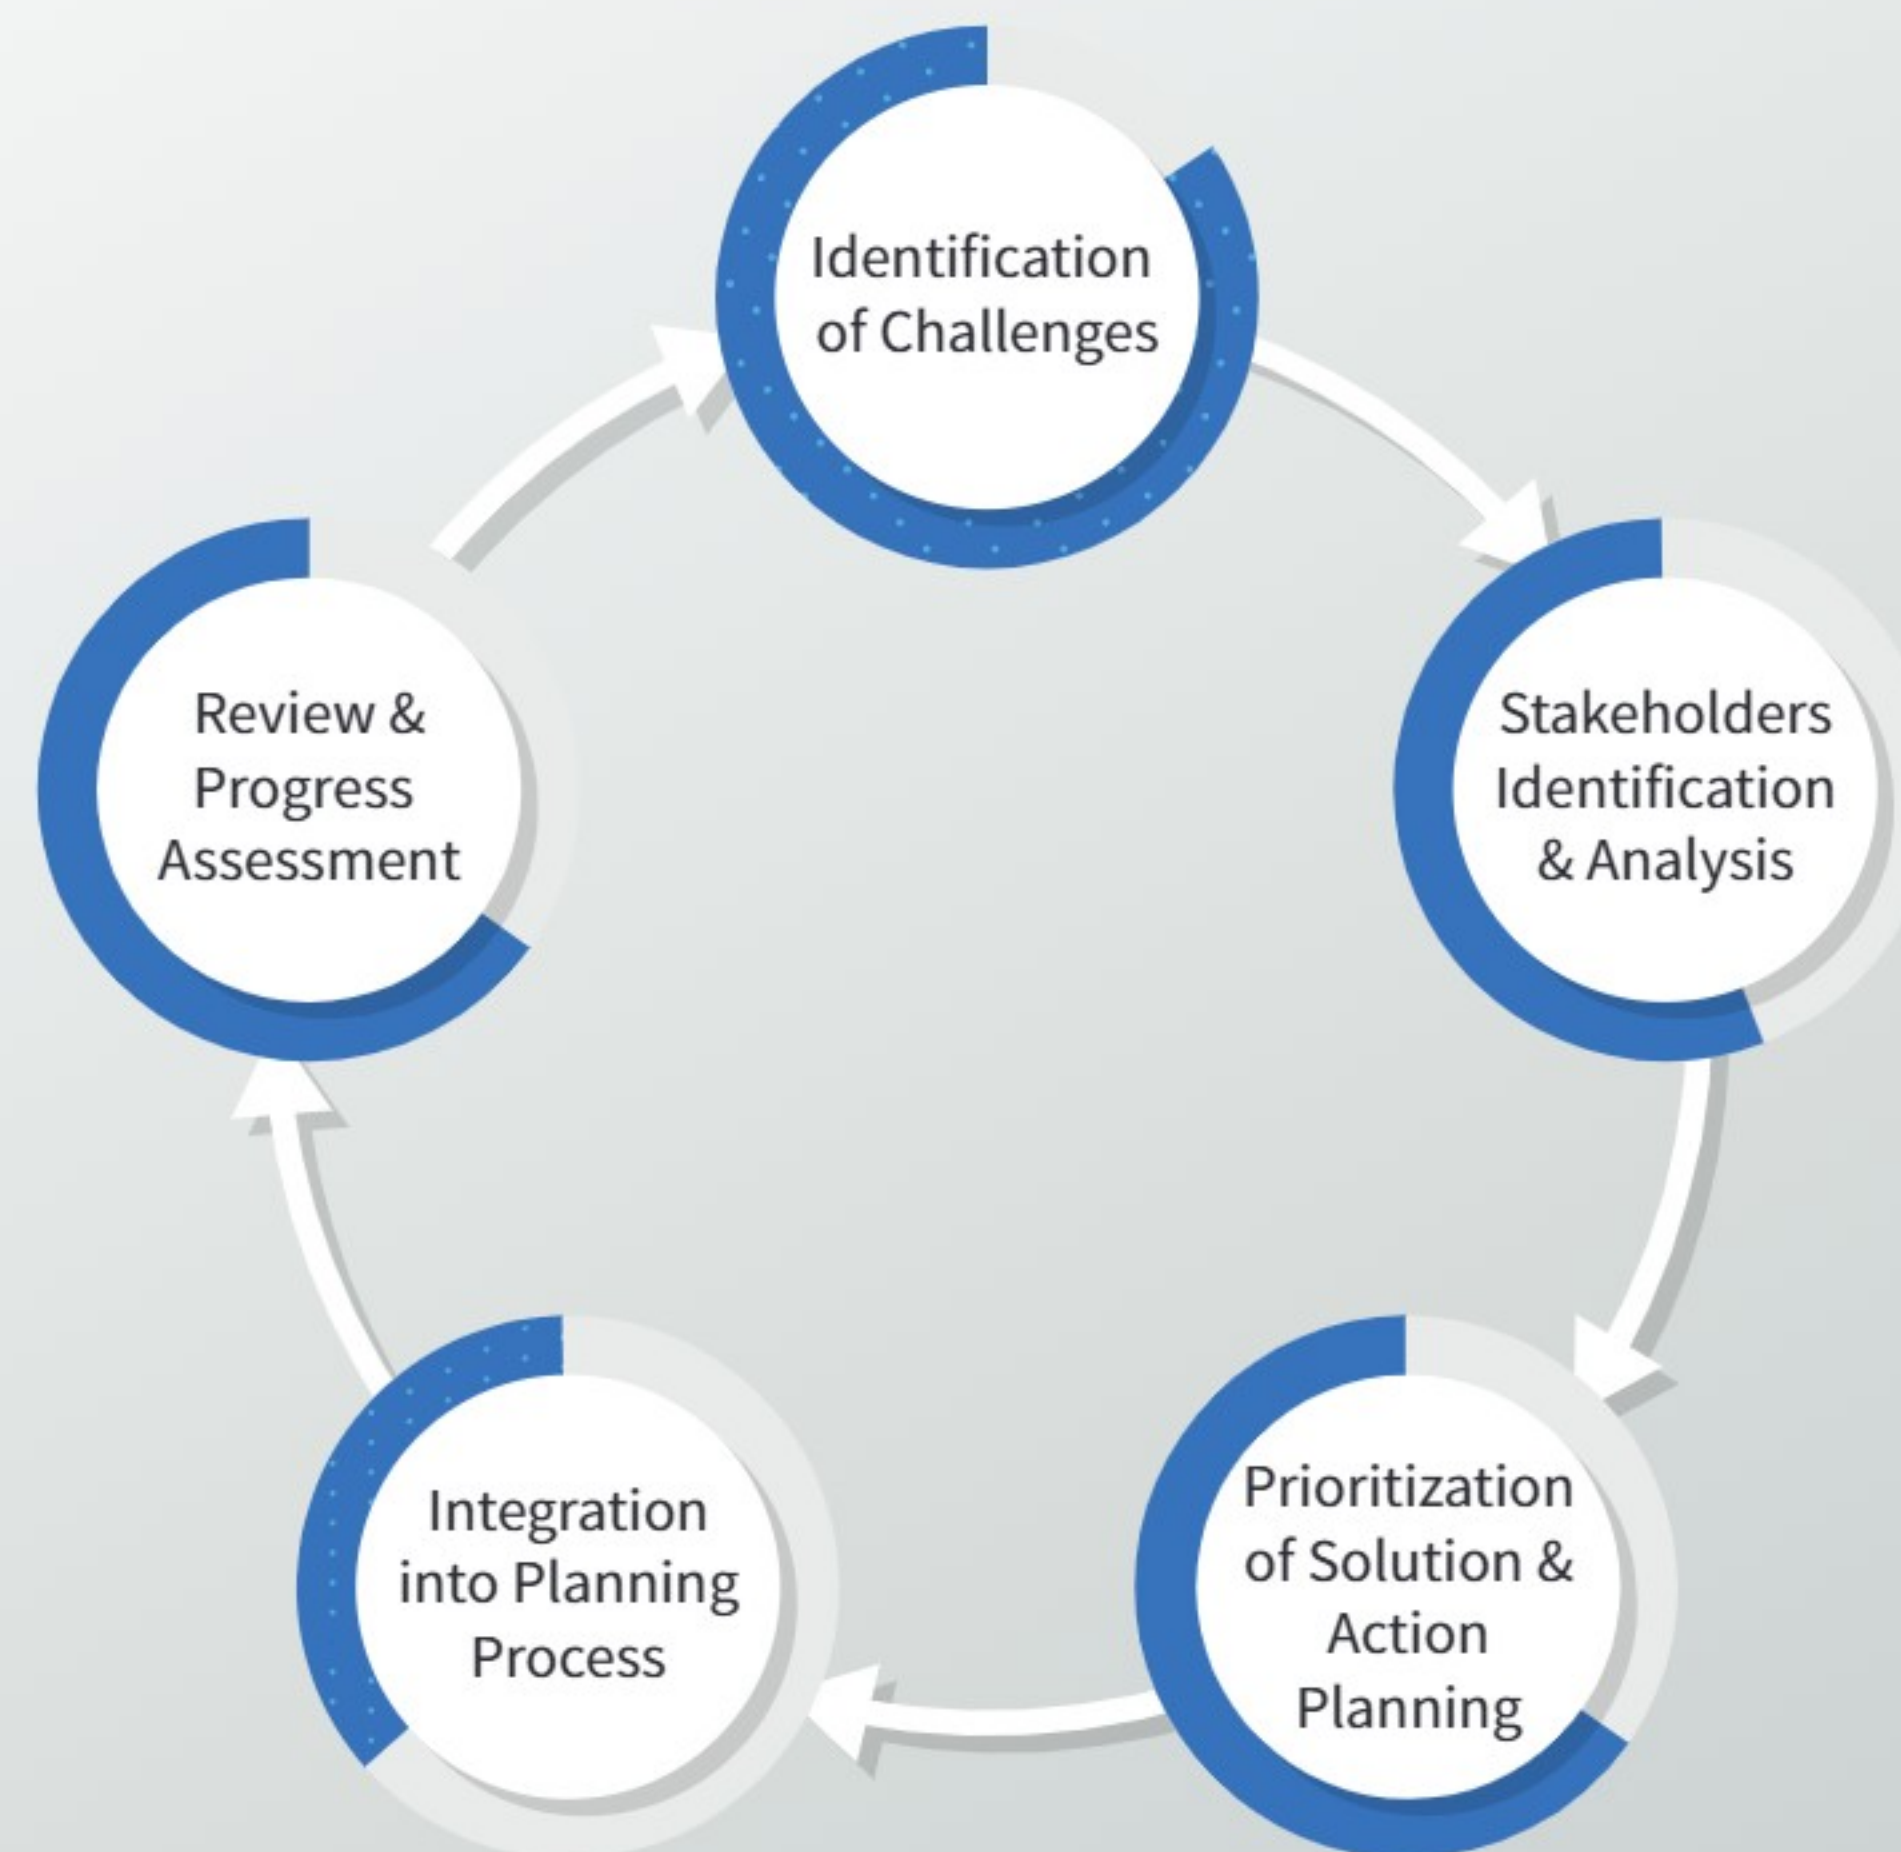 Identification
of Challenges
Stakeholders
Identification
& Analysis
Prioritization
of Solution &
Action
Planning
Integration
into Planning
Process
Review &
Progress
Assessment